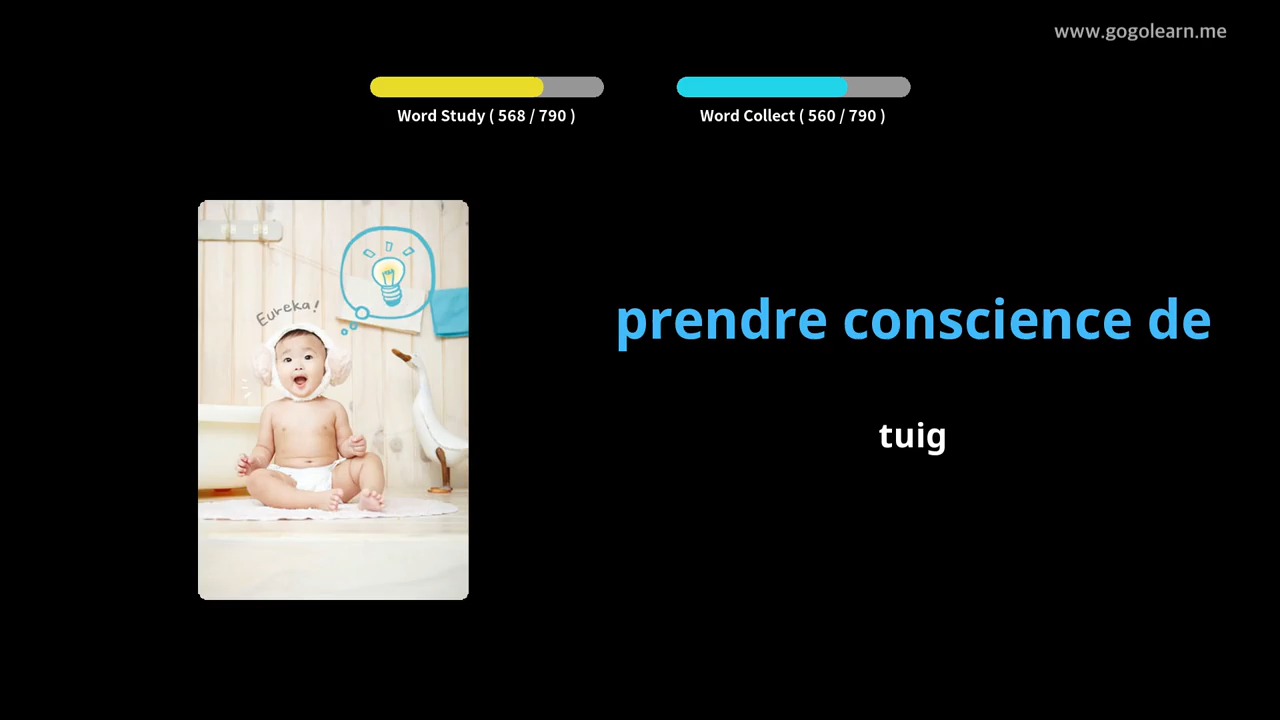 www.gogolearn.me
Word Study ( 568 / 790 )
Word Collect ( 560 / 790 )
Eureka!
prendre conscience de
tuig